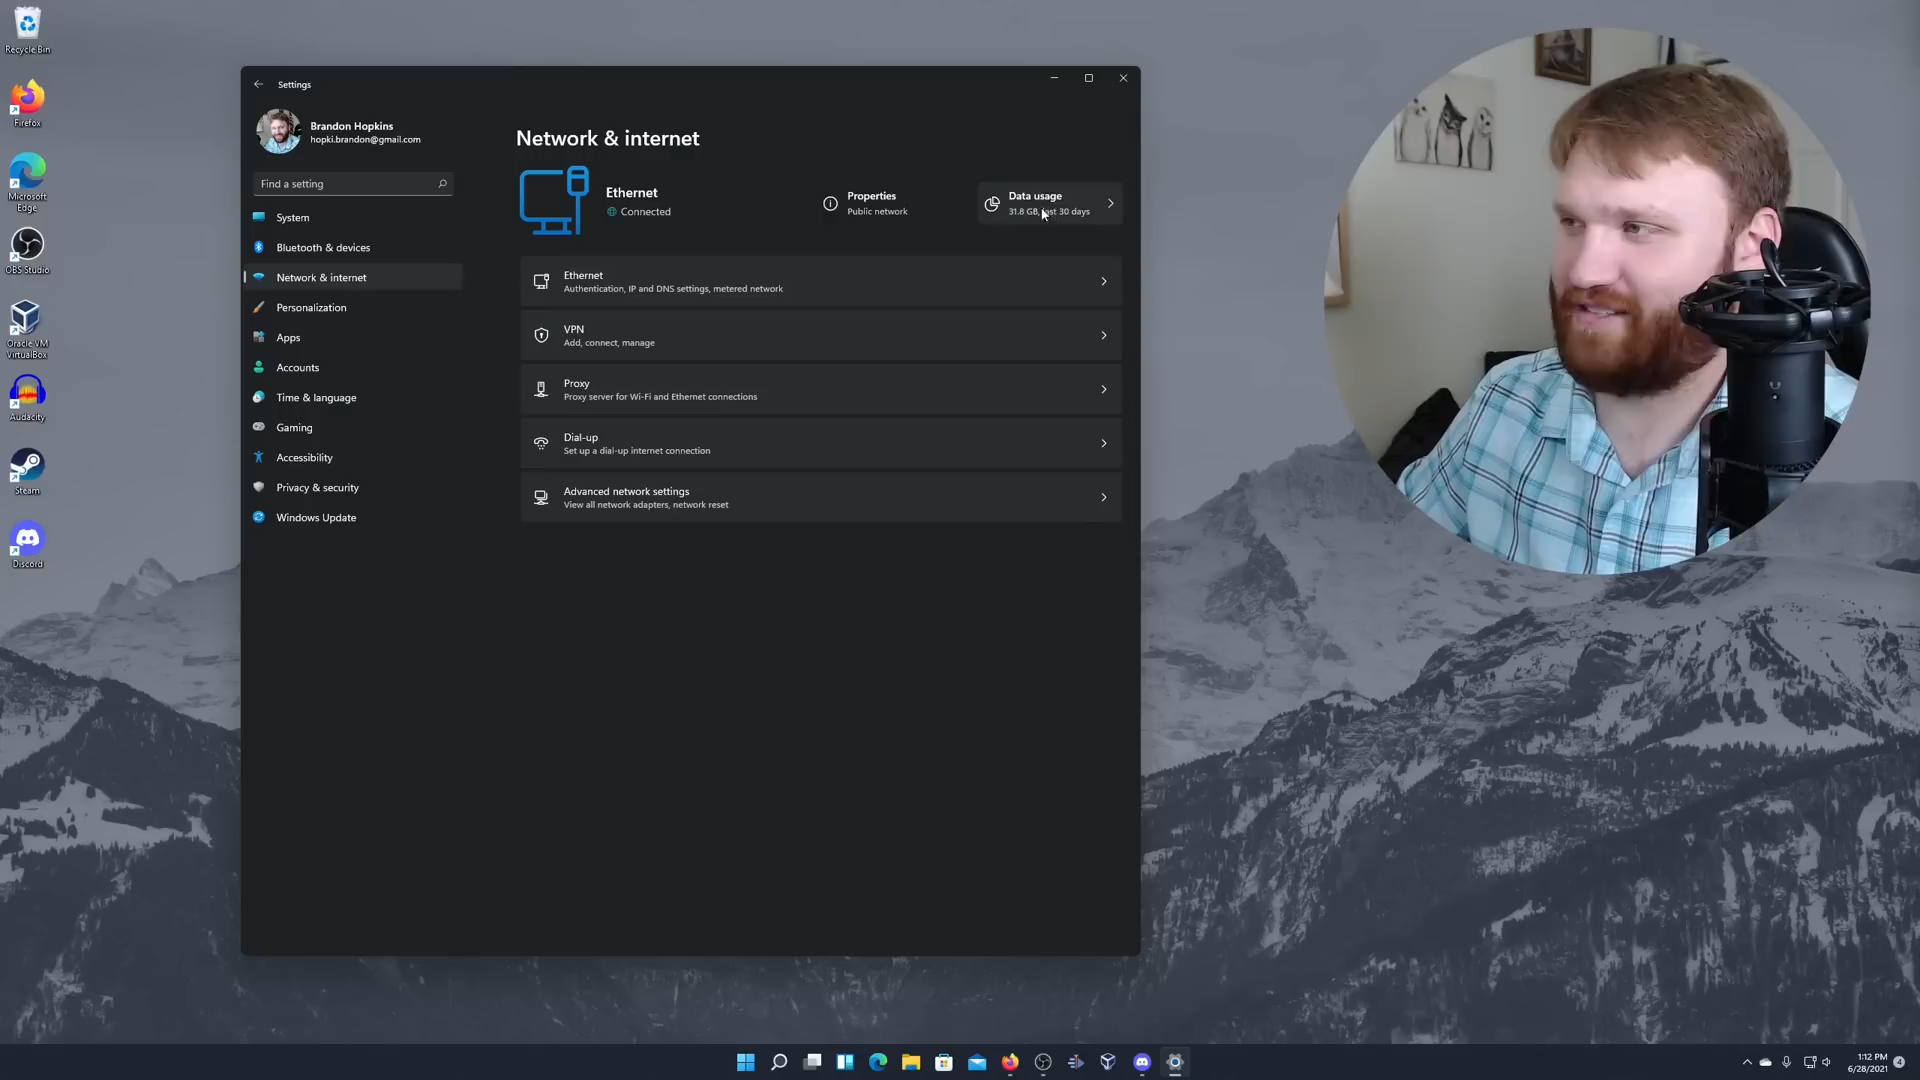 Recycle Bin
Firefox
Microsoft
Edge
OBS Studio
Oracle VM
VirtualBox
Audacity
Steam
Discord
Settings
Brandon Hopkins
hopki.brandon@gmail.com
Find a setting
System
Bluetooth & devices
Network & internet
Personalization
Apps
Accounts
Time & language
Gaming
Accessibility
Privacy & security
Windows Update
Network & internet
Ethernet
Connected
Properties
Public network
Data usage
31.8 GB, last 30 days
Ethernet
Authentication, IP and DNS settings, metered network
VPN
Add, connect, manage
Proxy
Proxy server for Wi-Fi and Ethernet connections
Dial-up
Set up a dial-up internet connection
Advanced network settings
View all network adapters, network reset
1:12 PM
6/28/2021
4